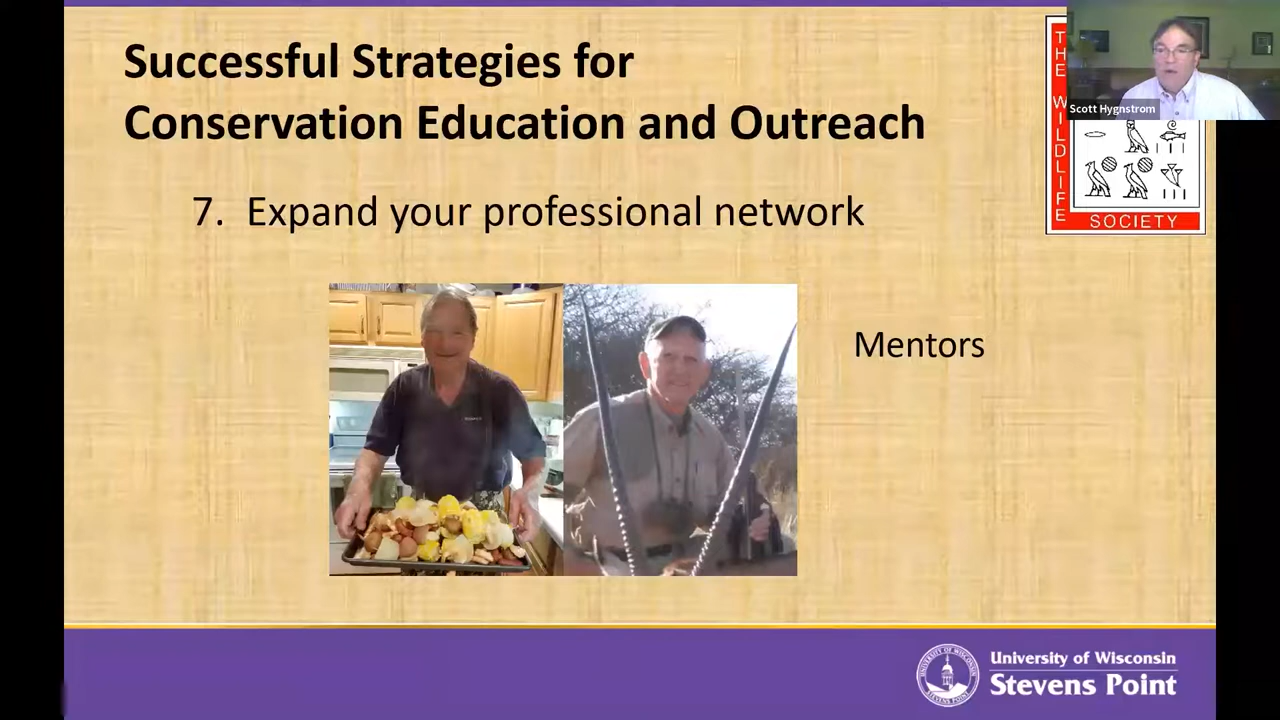 Successful Strategies for
Conservation Education and Outreach
Scott Hygnstrom
THE WILDLIFE
SOCIETY
7. Expand your professional network
Mentors
University of Wisconsin
Stevens Point